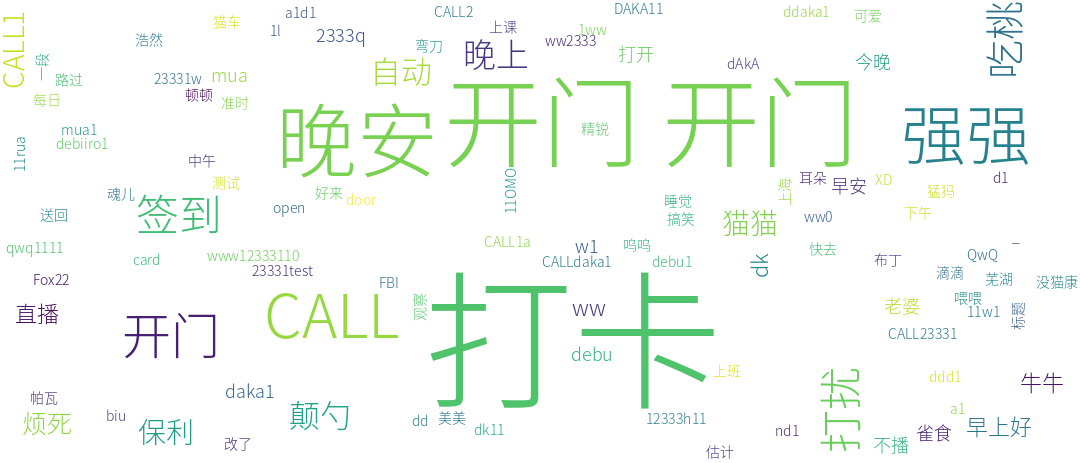 CALL1
一段
路过
每日
浩然
猫车
a1d1
1l
2333q
CALL2
弯刀
上课
晚上
ww2333
1ww
DAKA11
打开
ddaka1
可爱
吃桃
23331w
mua
顿顿
准时
自动
dAkA
今晚
mua1
debiiro1
11rua
中午
晚安
开门 开门
精锐
强强
测试
魂儿
送回
签到
好来
door
open
11OMO
睡觉
搞笑
猫猫
上海
耳朵
早安
XD
d1
猛犸
下午
ww0
qwq1111
card
www12333110
23331test
CALL1a
w1
呜呜
CALLdaka1
debu1
dk
快去
布丁
QwQ
滴滴
芜湖
没猫康
喂喂
11w1
标题
Fox22
直播
开门
FBI
CALL
观察
打卡
ww
debu
老婆
CALL23331
上班
帕瓦
烦死
biu
保利
daka1
改了
颠勺
dd
美美
dk11
12333h11
估计
nd1
打扰
不播
雀食
ddd1
a1
早上好
牛牛